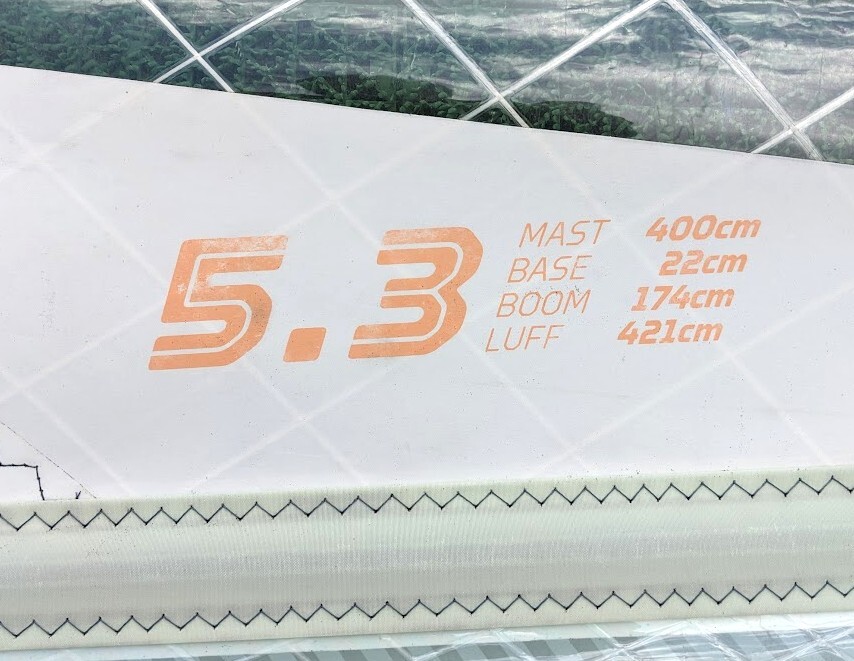 5.3
MAST 400cm
BASE 22cm
BOOM 174cm
LUFF 421cm